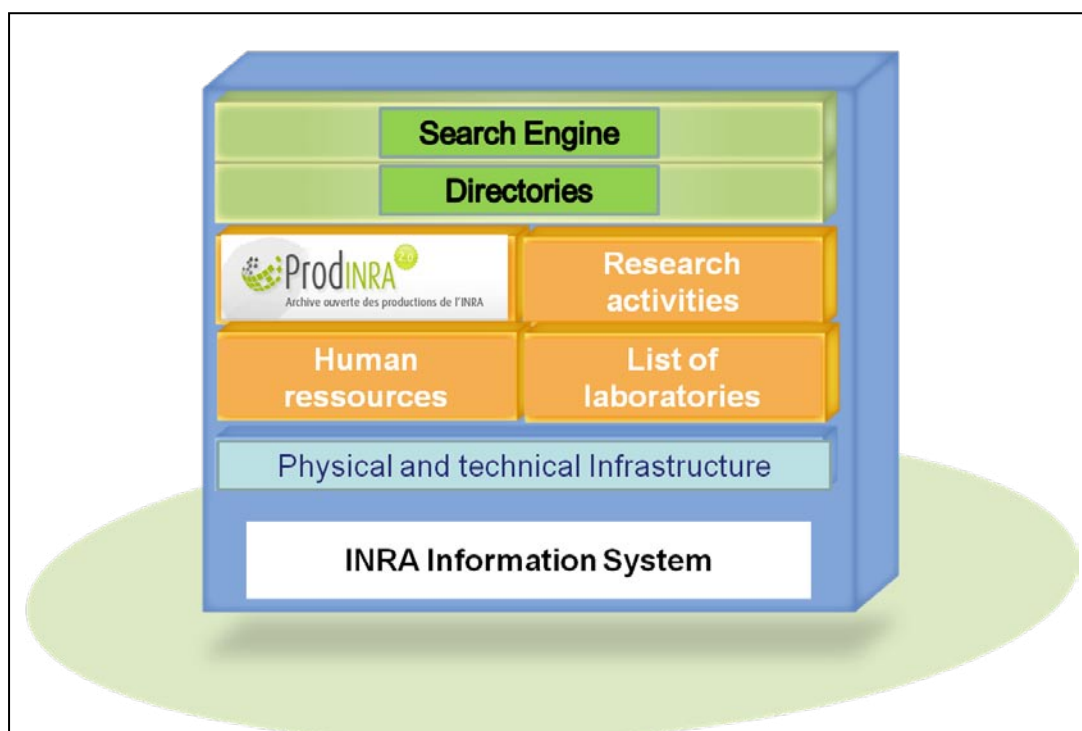 Search Engine
Directories
ProdINRA 2.0
Archive ouverte des productions de l'INRA
Research
activities
Human
ressources
List of
laboratories
Physical and technical Infrastructure
INRA Information System